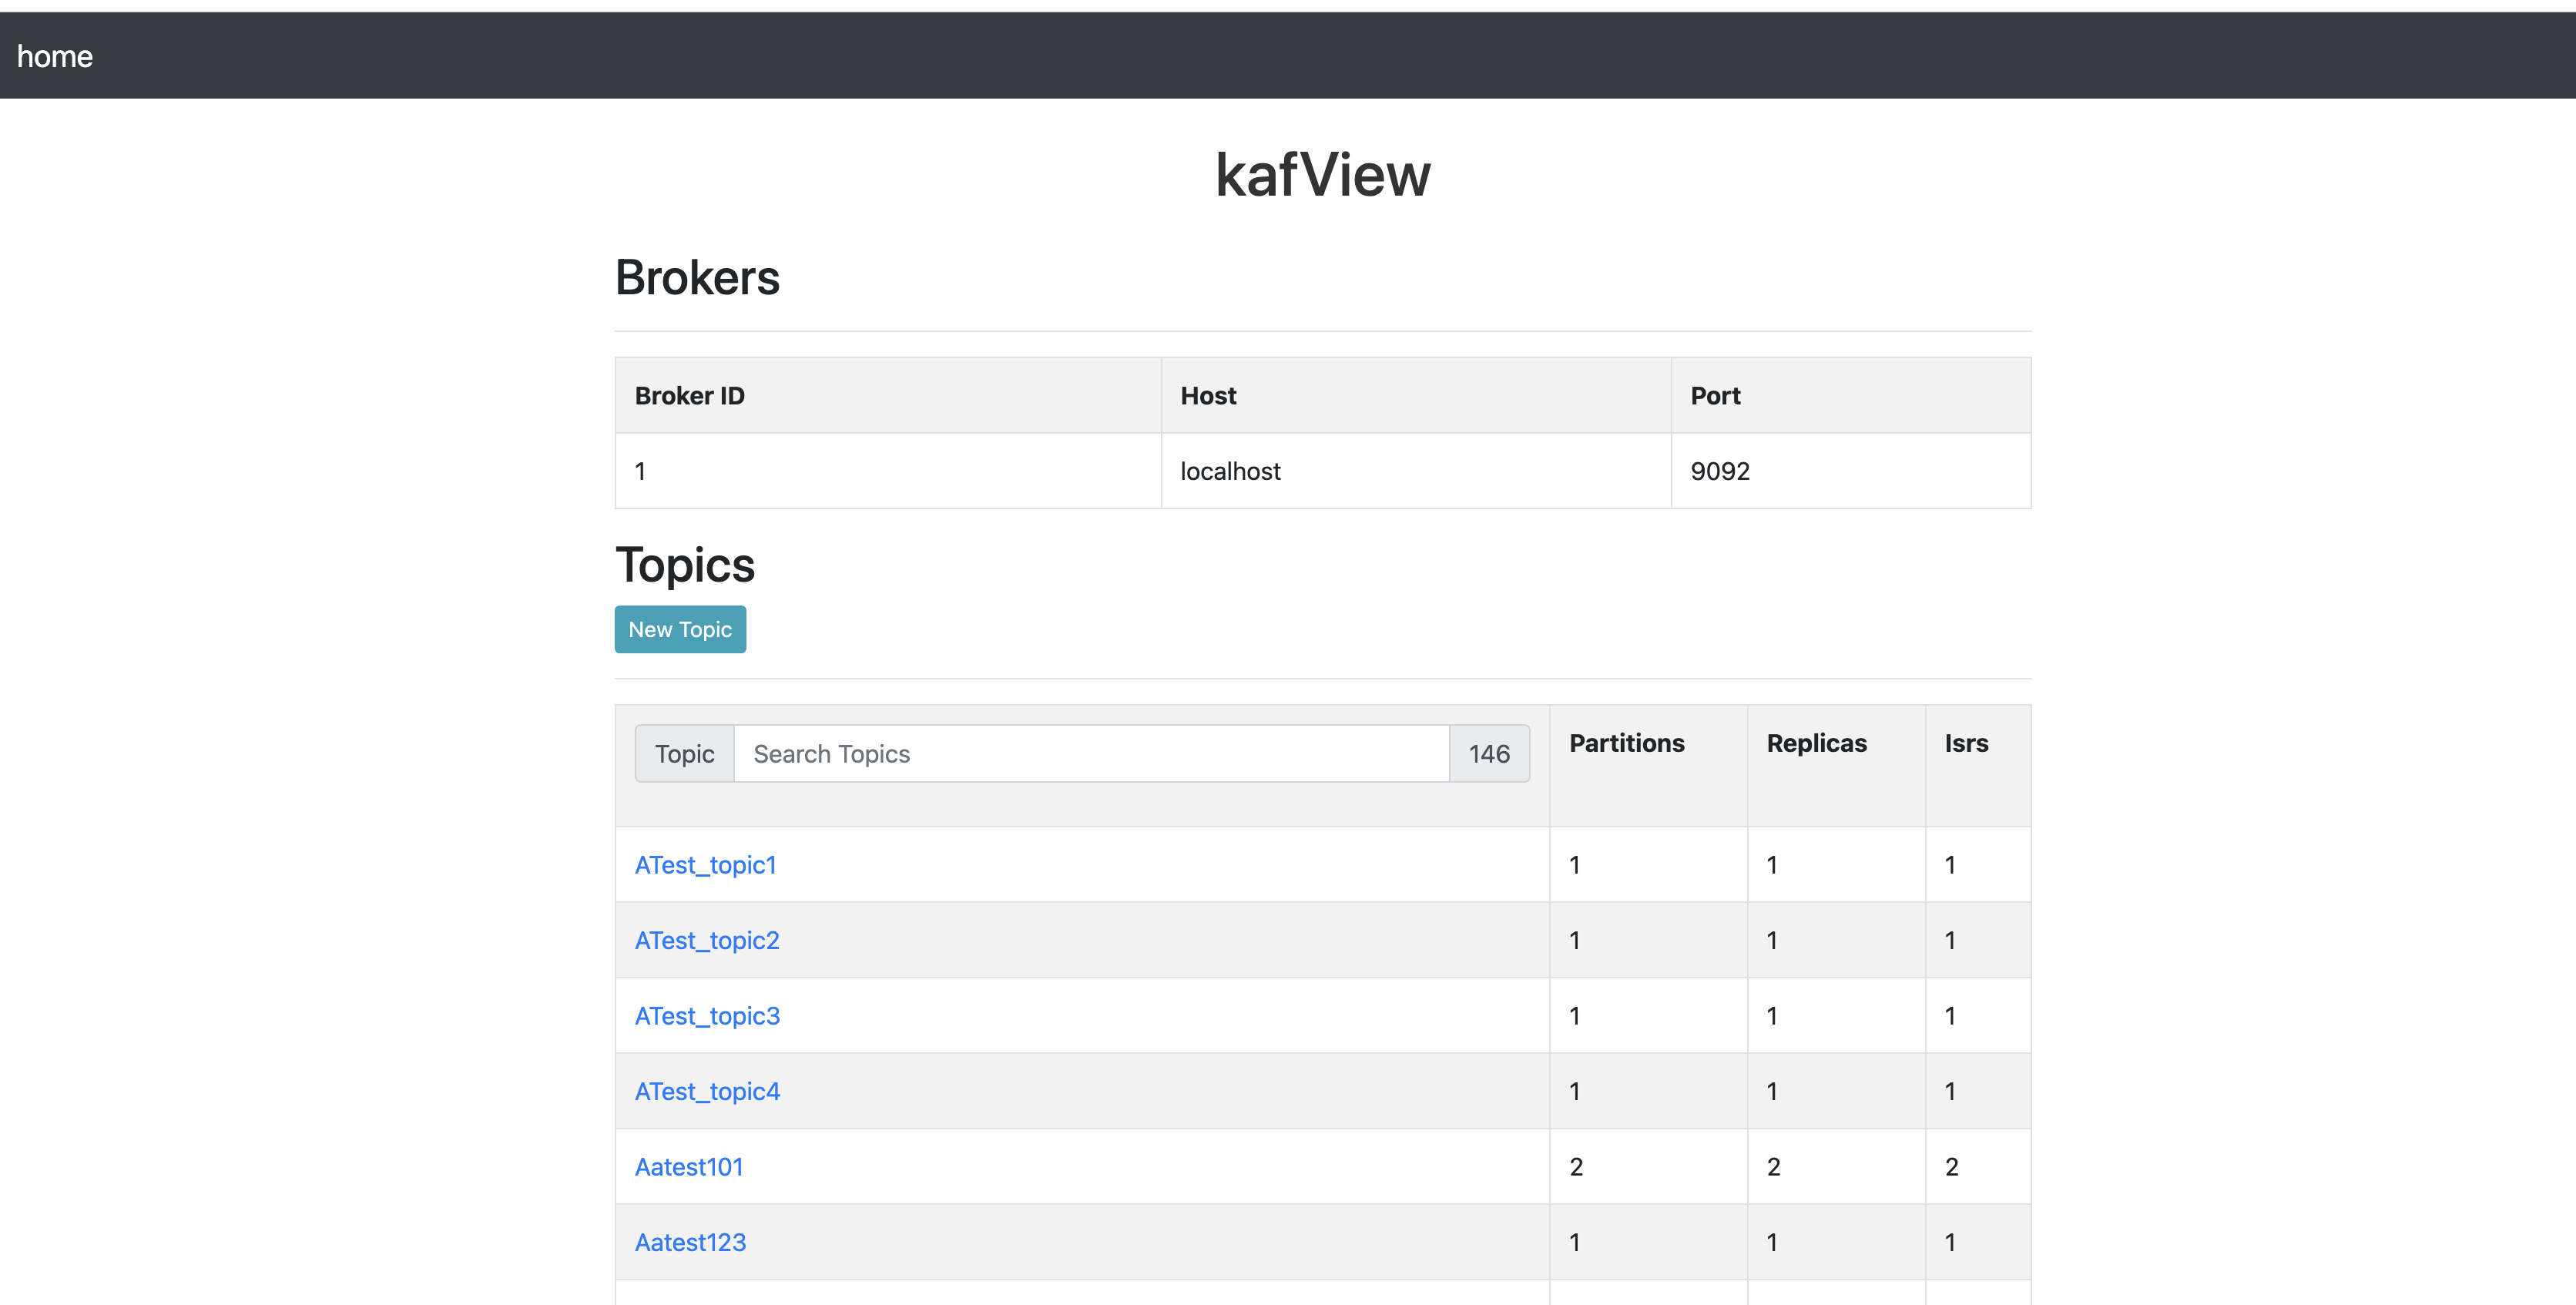 home
kafView
Brokers
Broker ID Host Port
1 localhost 9092
Topics
New Topic
Topic Search Topics 146 Partitions Replicas Isrs
ATest_topic1 1 1 1
ATest_topic2 1 1 1
ATest_topic3 1 1 1
ATest_topic4 1 1 1
Aatest101 2 2 2
Aatest123 1 1 1